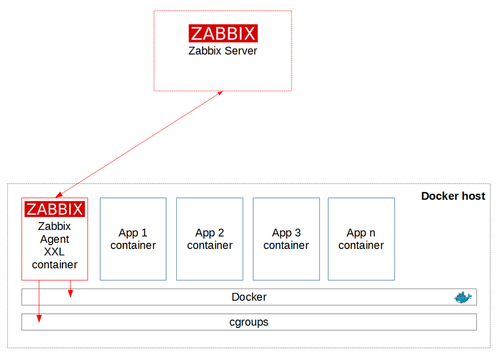 ZABBIX
Zabbix Server
Docker host
ZABBIX
Zabbix
Agent
XXL
container
App 1
container
App 2
container
App 3
container
App n
container
Docker
cgroups